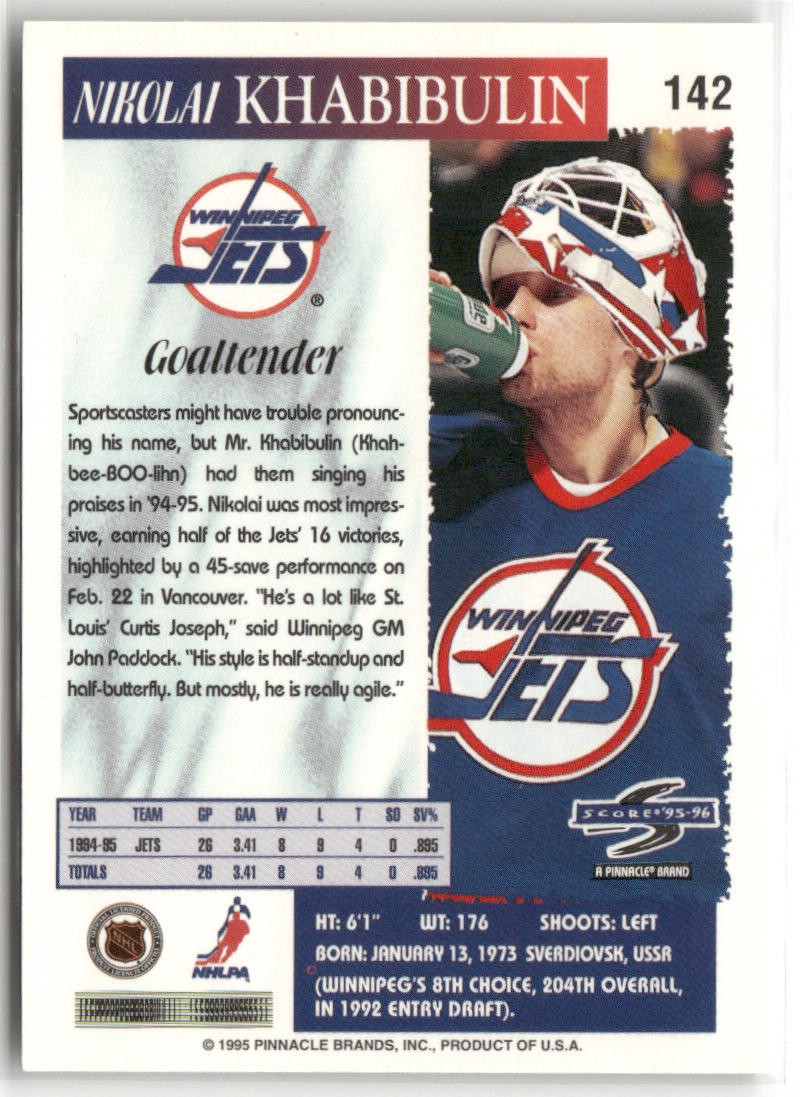 NIKOLAI KHABIBULIN
142
WINNIPEG
JETS
®
Goaltender
Sportscasters might have trouble pronounc-
ing his name, but Mr. Khabibulin (Khah-
bee-BOO-lihn) had them singing his
praises in '94-95. Nikolai was most impres-
sive, earning half of the Jets' 16 victories,
highlighted by a 45-save performance on
Feb. 22 in Vancouver. "He's a lot like St.
Louis' Curtis Joseph," said Winnipeg GM
John Paddock. "His style is half-standup and
half-butterfly. But mostly, he is really agile."
WINNIPEG
JETS
SCORE® '95-96
A PINNACLE® BRAND
YEAR TEAM GP GAA W L T SO SV%
1994-95 JETS 26 3.41 8 9 4 0 .895
TOTALS 26 3.41 8 9 4 0 .895
NHL
NHLPA
HT: 6'1" WT: 176 SHOOTS: LEFT
BORN: JANUARY 13, 1973 SVERDIOVSK, USSR
(WINNIPEG'S 8TH CHOICE, 204TH OVERALL,
IN 1992 ENTRY DRAFT).
© 1995 PINNACLE BRANDS, INC., PRODUCT OF U.S.A.